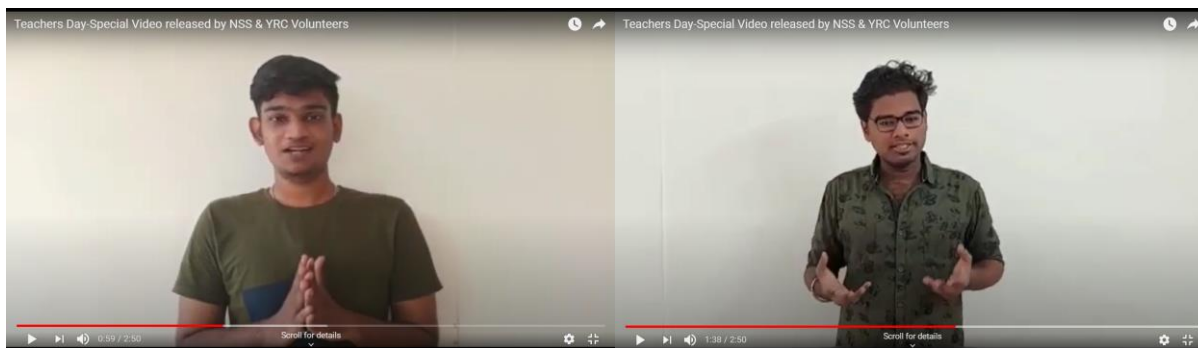 Teachers Day-Special Video released by NSS & YRC Volunteers
0:59 / 2:50
Scroll for details
Teachers Day-Special Video released by NSS & YRC Volunteers
1:38 / 2:50
Scroll for details